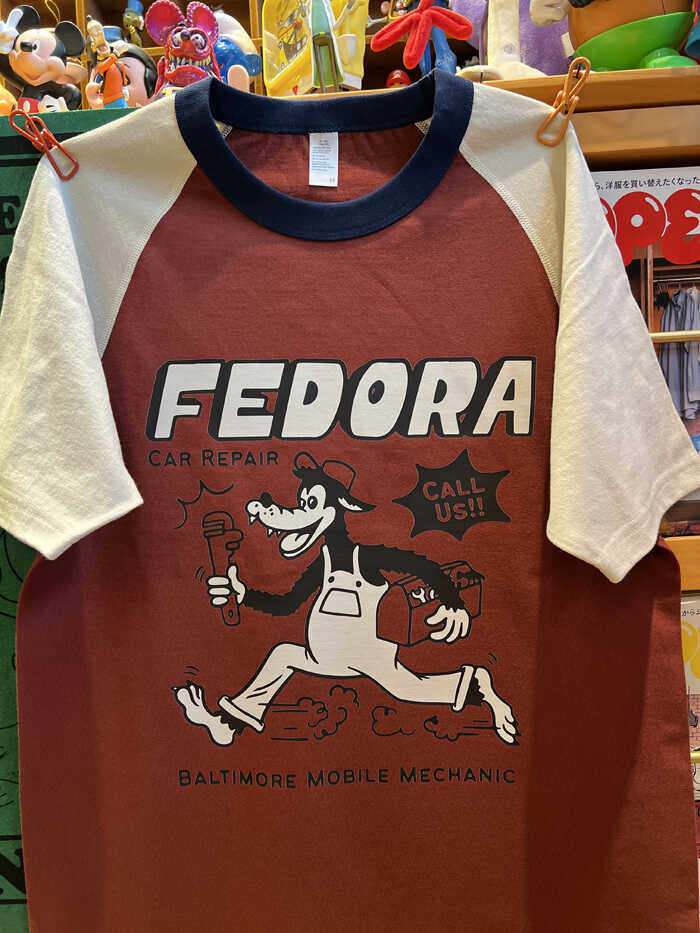 ら、洋服を買い替えたくなった
FEDORA
CAR REPAIR
CALL
US!!
BALTIMORE MOBILE MECHANIC